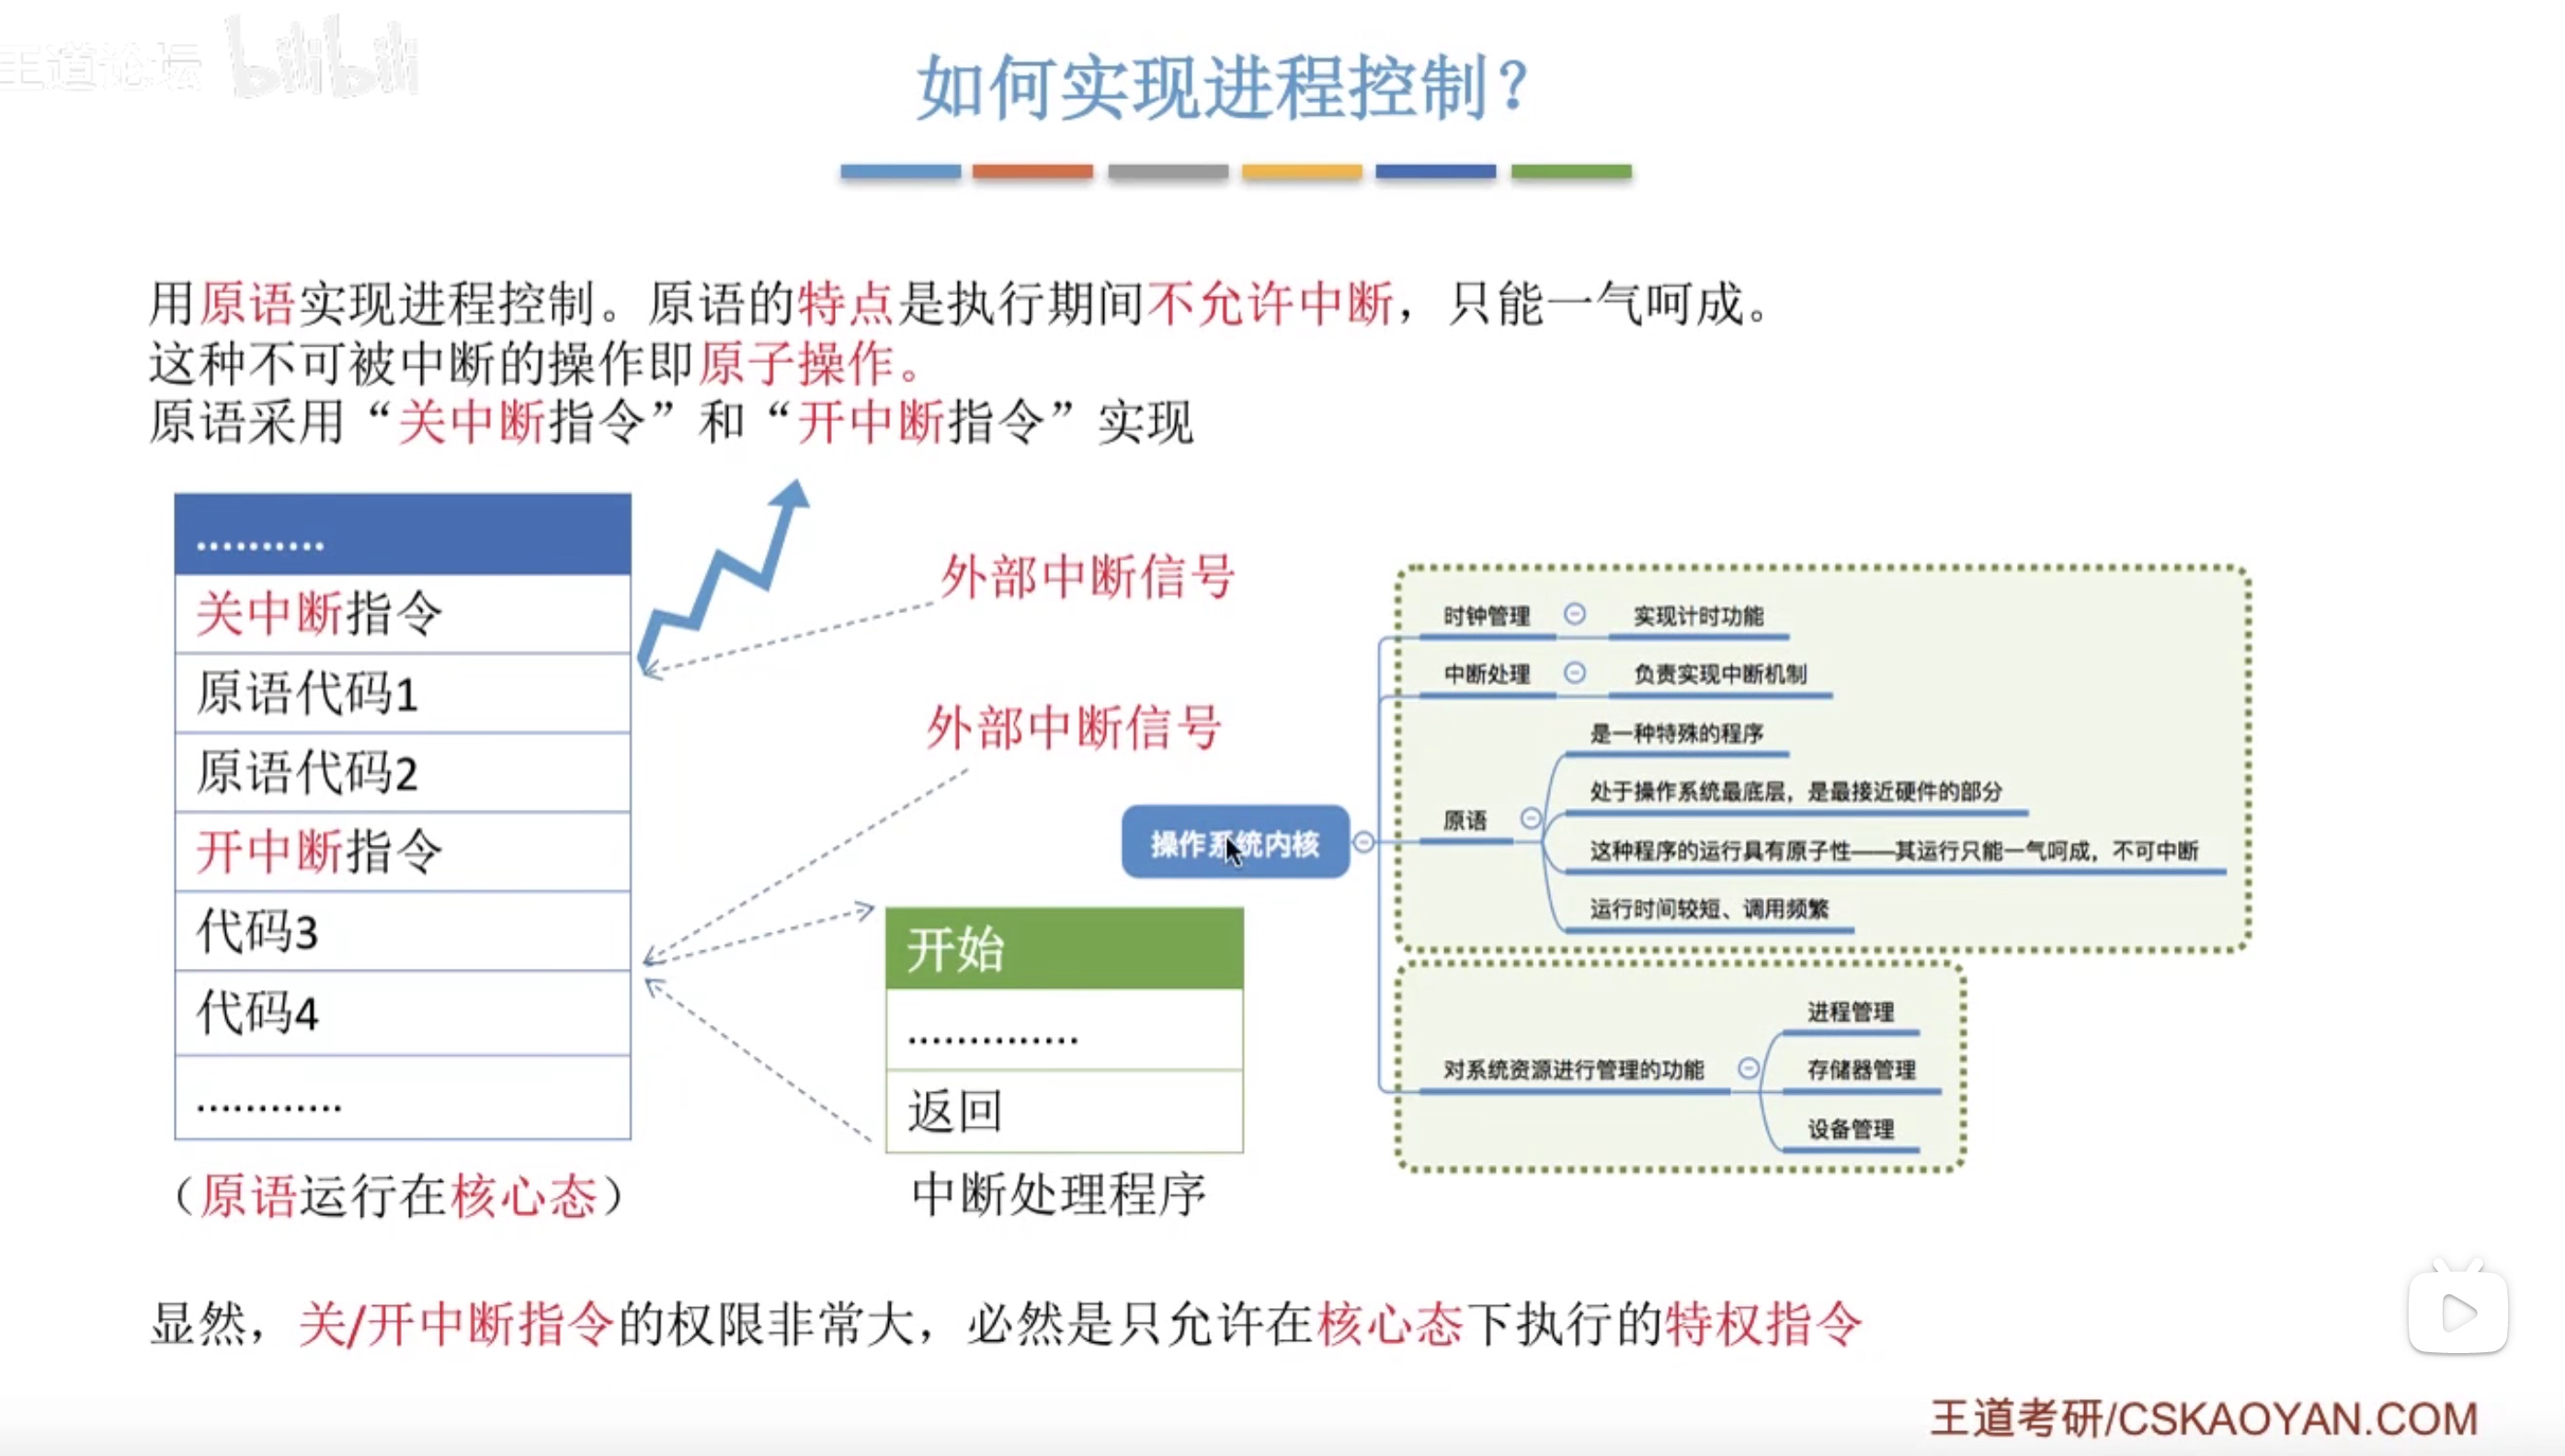 王道论坛 bilibili
如何实现进程控制？
用原语实现进程控制。原语的特点是执行期间不允许中断，只能一气呵成。
这种不可被中断的操作即原子操作。
原语采用“关中断指令”和“开中断指令”实现
..........
关中断指令
原语代码1
原语代码2
开中断指令
代码3
代码4
............
（原语运行在核心态）
外部中断信号
外部中断信号
开始
..............
返回
中断处理程序
操作系统内核
时钟管理
实现计时功能
中断处理
负责实现中断机制
原语
是一种特殊的程序
处于操作系统最底层，是最接近硬件的部分
这种程序的运行具有原子性——其运行只能一气呵成，不可中断
运行时间较短、调用频繁
对系统资源进行管理的功能
进程管理
存储器管理
设备管理
显然，关/开中断指令的权限非常大，必然是只允许在核心态下执行的特权指令
王道考研/CSKAOYAN.COM